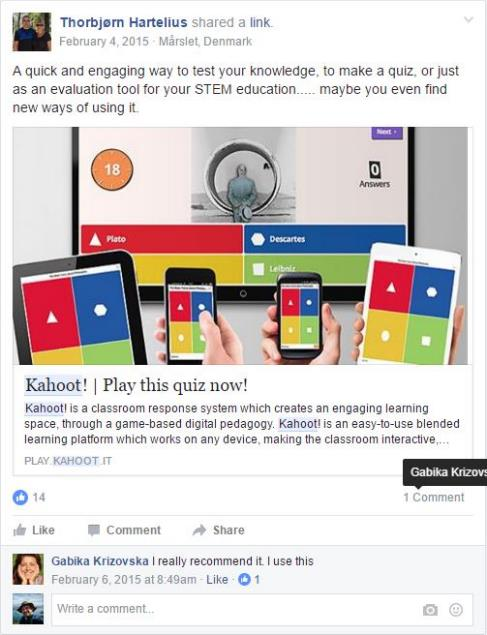 Thorbjørn Hartelius shared a link.
February 4, 2015 · Mårslet, Denmark
A quick and engaging way to test your knowledge, to make a quiz, or just
as an evaluation tool for your STEM education..... maybe you even find
new ways of using it.
Next
18
0
Answers
Plato
Descartes
Leibniz
Kahoot! | Play this quiz now!
Kahoot! is a classroom response system which creates an engaging learning
space, through a game-based digital pedagogy. Kahoot! is an easy-to-use blended
learning platform which works on any device, making the classroom interactive,...
PLAY.KAHOOT.IT
Gabika Krizovs
14
1 Comment
Like Comment Share
Gabika Krizovska I really recommend it. I use this
February 6, 2015 at 8:49am · Like · 1
Write a comment...